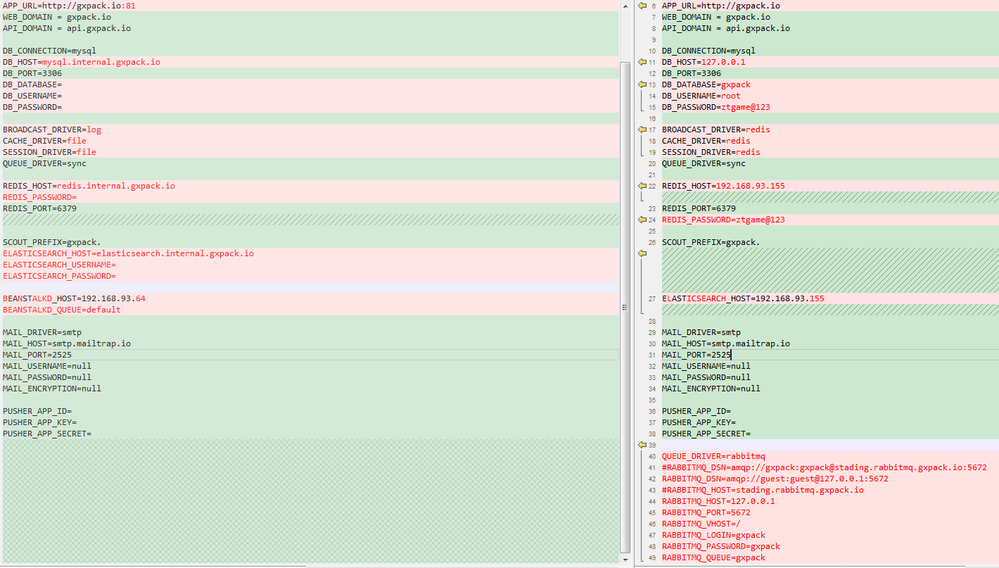 APP_URL=http://gxpack.io:81
WEB_DOMAIN = gxpack.io
API_DOMAIN = api.gxpack.io
DB_CONNECTION=mysql
DB_HOST=mysql.internal.gxpack.io
DB_PORT=3306
DB_DATABASE=
DB_USERNAME=
DB_PASSWORD=
BROADCAST_DRIVER=log
CACHE_DRIVER=file
SESSION_DRIVER=file
QUEUE_DRIVER=sync
REDIS_HOST=redis.internal.gxpack.io
REDIS_PASSWORD=
REDIS_PORT=6379
SCOUT_PREFIX=gxpack.
ELASTICSEARCH_HOST=elasticsearch.internal.gxpack.io
ELASTICSEARCH_USERNAME=
ELASTICSEARCH_PASSWORD=
BEANSTALKD_HOST=192.168.93.64
BEANSTALKD_QUEUE=default
MAIL_DRIVER=smtp
MAIL_HOST=smtp.mailtrap.io
MAIL_PORT=2525
MAIL_USERNAME=null
MAIL_PASSWORD=null
MAIL_ENCRYPTION=null
PUSHER_APP_ID=
PUSHER_APP_KEY=
PUSHER_APP_SECRET=
6 APP_URL=http://gxpack.io
7 WEB_DOMAIN = gxpack.io
8 API_DOMAIN = api.gxpack.io
9
10 DB_CONNECTION=mysql
11 DB_HOST=127.0.0.1
12 DB_PORT=3306
13 DB_DATABASE=gxpack
14 DB_USERNAME=root
15 DB_PASSWORD=ztgame@123
16
17 BROADCAST_DRIVER=redis
18 CACHE_DRIVER=redis
19 SESSION_DRIVER=redis
20 QUEUE_DRIVER=sync
21
22 REDIS_HOST=192.168.93.155
23 REDIS_PORT=6379
24 REDIS_PASSWORD=ztgame@123
25
26 SCOUT_PREFIX=gxpack.
27 ELASTICSEARCH_HOST=192.168.93.155
28
29 MAIL_DRIVER=smtp
30 MAIL_HOST=smtp.mailtrap.io
31 MAIL_PORT=2525
32 MAIL_USERNAME=null
33 MAIL_PASSWORD=null
34 MAIL_ENCRYPTION=null
35
36 PUSHER_APP_ID=
37 PUSHER_APP_KEY=
38 PUSHER_APP_SECRET=
39
40 QUEUE_DRIVER=rabbitmq
41 #RABBITMQ_DSN=amqp://gxpack:gxpack@stading.rabbitmq.gxpack.io:5672
42 RABBITMQ_DSN=amqp://guest:guest@127.0.0.1:5672
43 #RABBITMQ_HOST=stading.rabbitmq.gxpack.io
44 RABBITMQ_HOST=127.0.0.1
45 RABBITMQ_PORT=5672
46 RABBITMQ_VHOST=/
47 RABBITMQ_LOGIN=gxpack
48 RABBITMQ_PASSWORD=gxpack
49 RABBITMQ_QUEUE=gxpack